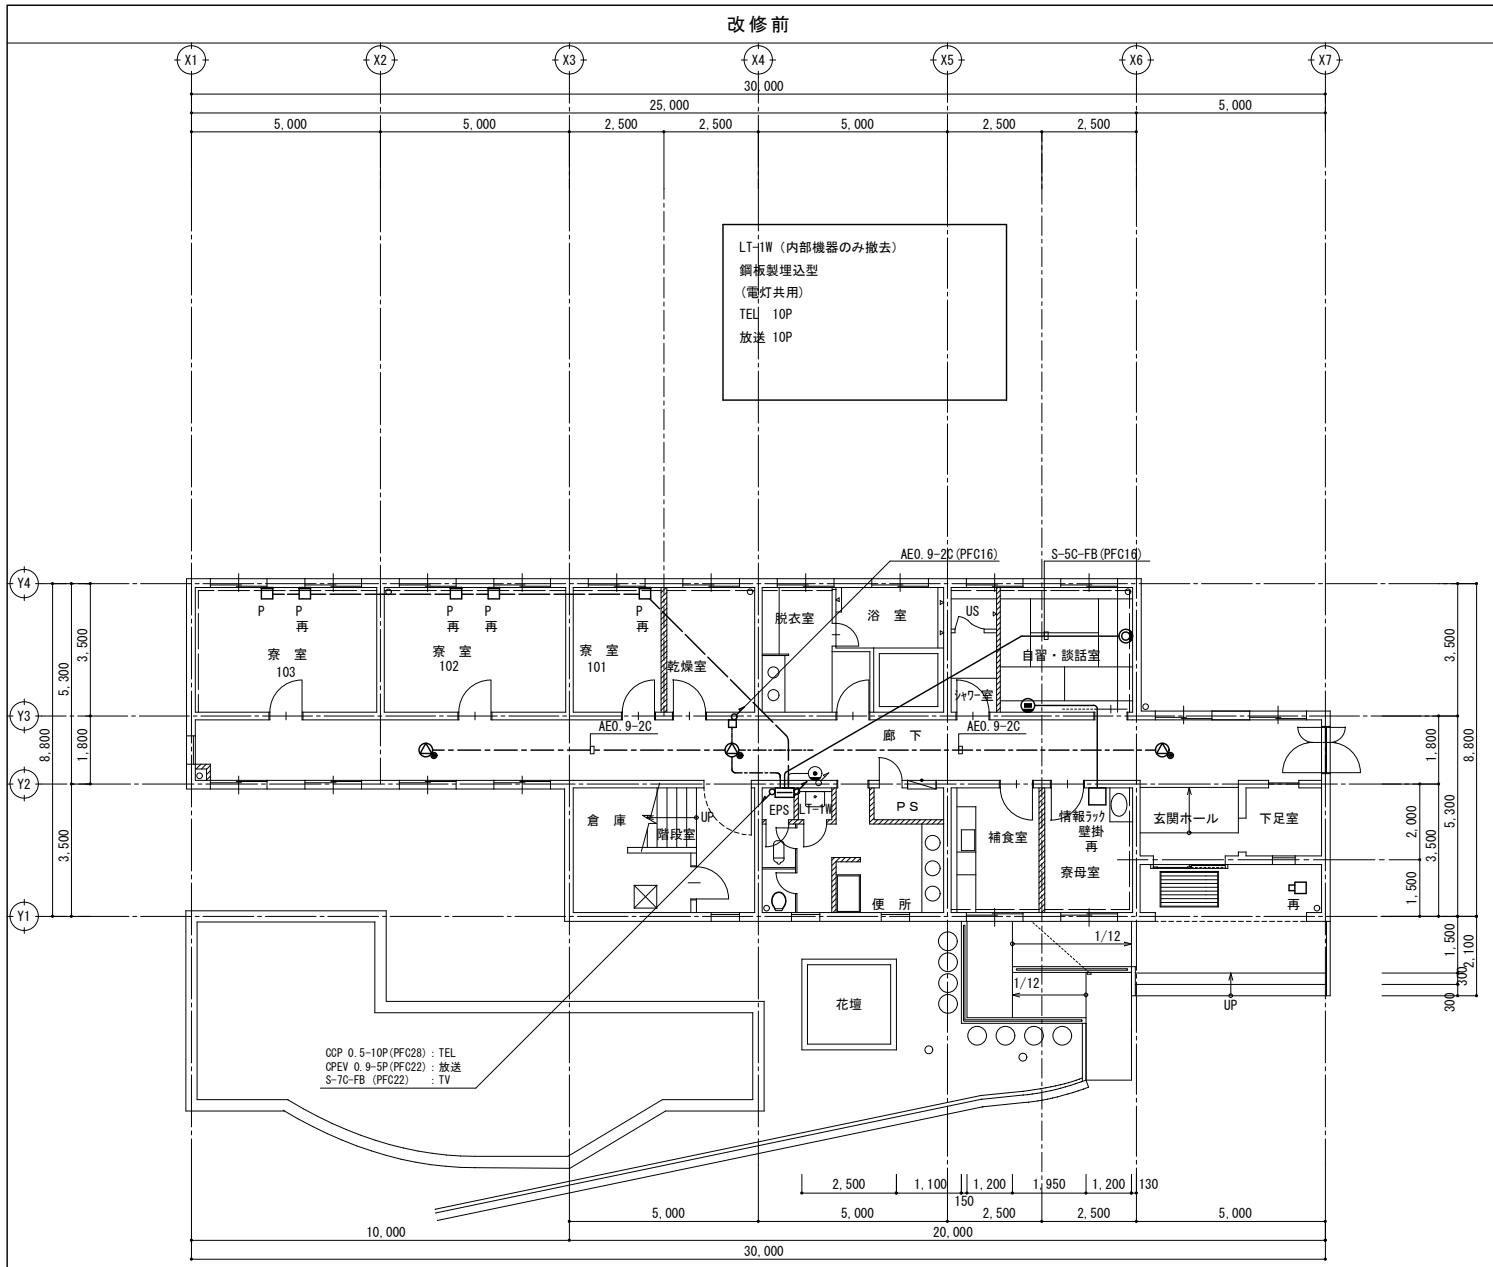 改修前
X1 X2 X3 X4 X5 X6 X7
30,000
25,000 5,000
5,000 5,000 2,500 2,500 5,000 2,500 2,500
LT-1W（内部機器のみ撤去）
鋼板製埋込型
（電灯共用）
TEL 10P
放送 10P
AE0.9-2C(PFC16) S-5C-FB(PFC16)
Y4
P P
再
P P
再 再
P
再
寮 室
103
寮 室
102
寮 室
101
乾燥室
脱衣室
浴 室
US
自習・談話室
シャワー室
Y3
AE0.9-2C
廊 下
AE0.9-2C
Y2
倉 庫
階段室
UP
EPS
LT-1W
PS
補食室
情報ラック
壁掛
再
寮母室
玄関ホール
下足室
再
便 所
Y1
8,800
5,300
3,500
1,800
3,500
3,500
1,800
2,000
1,500
3,500
8,800
5,300
1,500
2,100
300
300
1/12
1/12
UP
花壇
CCP 0.5-10P(PFC28) : TEL
CPEV 0.9-5P(PFC22) : 放送
S-7C-FB (PFC22) : TV
2,500 1,100 1,200 1,950 1,200 130
150
5,000 5,000 2,500 2,500 5,000
10,000 20,000
30,000